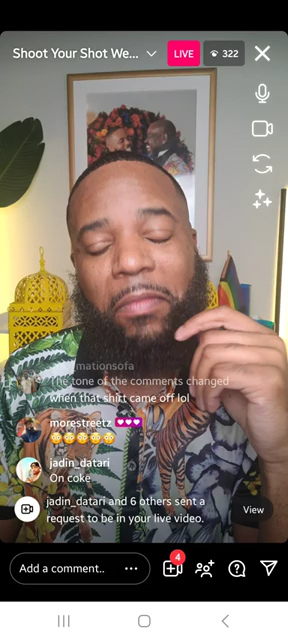 Shoot Your Shot We...
LIVE
322
mationsofa
The tone of the comments changed
when that shirt came off lol
morestreetz
jadin_datari
On coke
jadin_datari and 6 others sent a
request to be in your live video.
View
4
Add a comment..